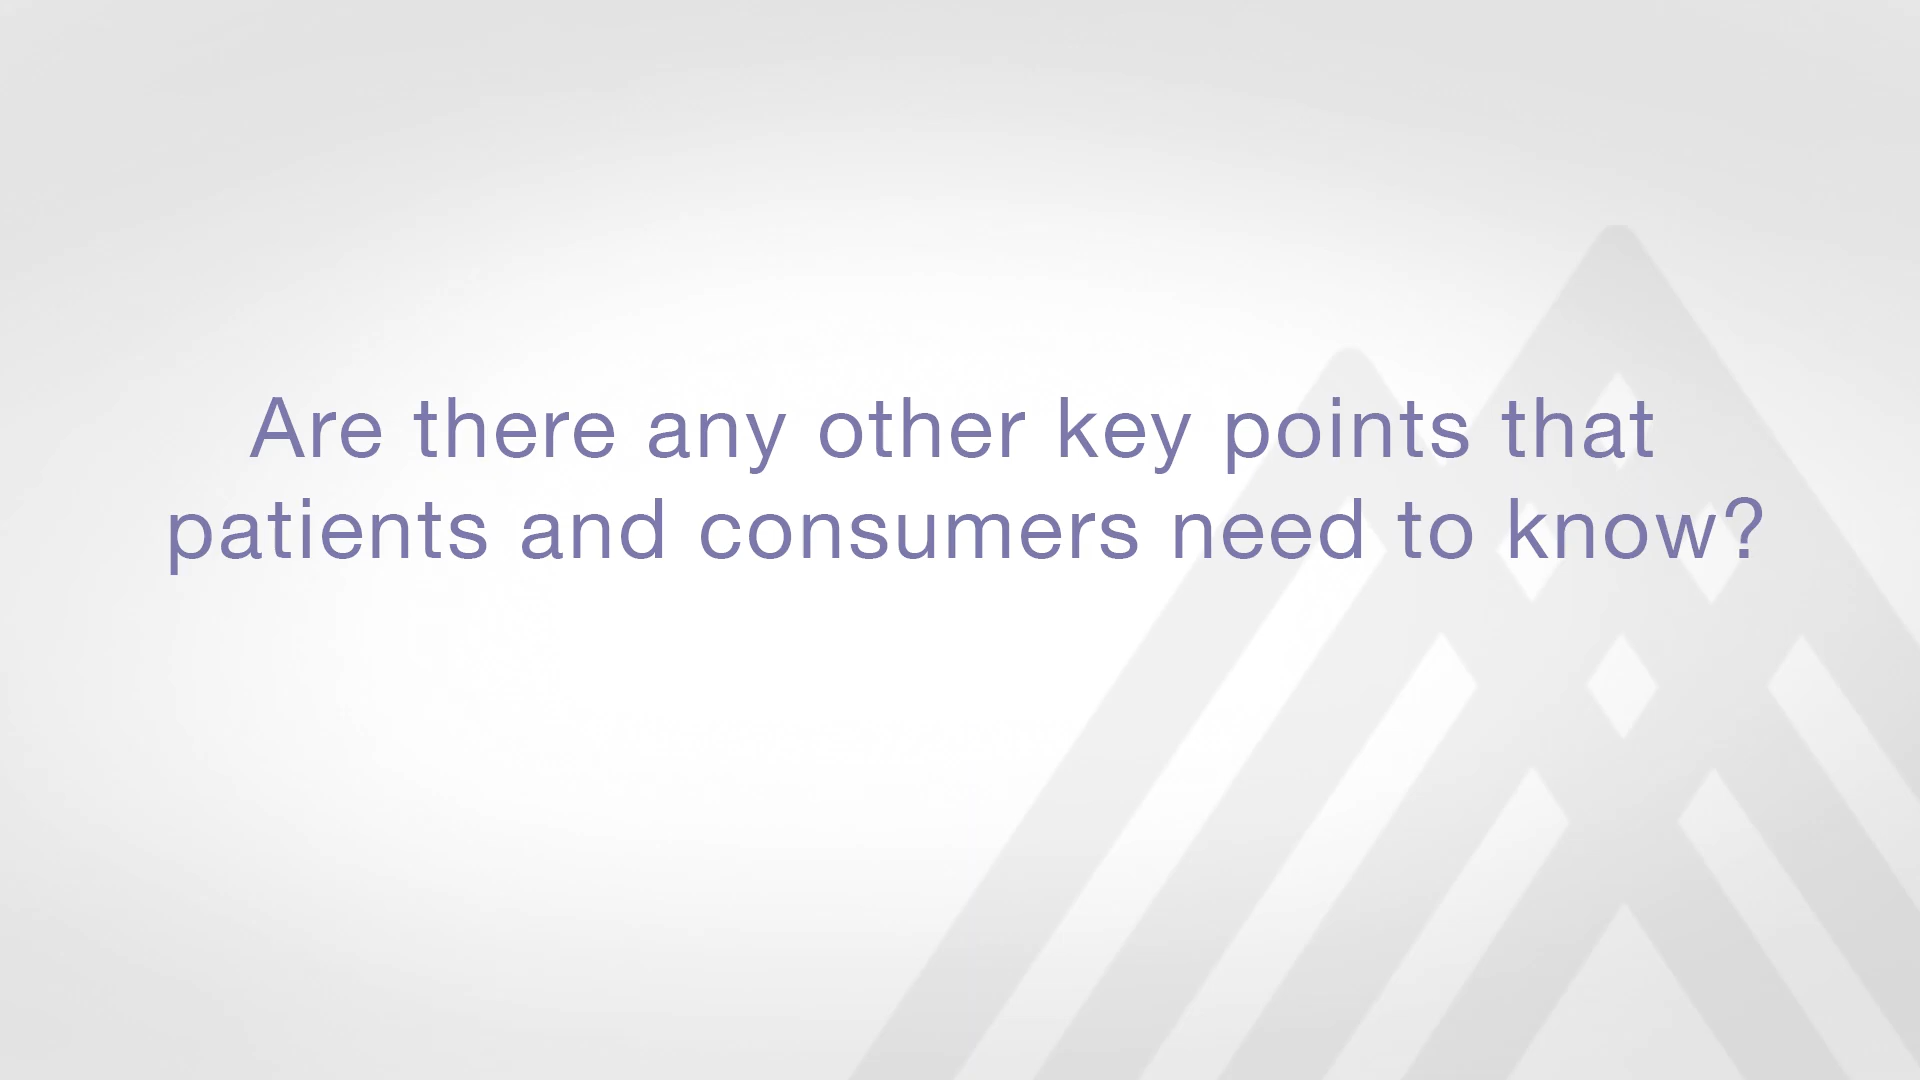 Are there any other key points that
patients and consumers need to know?